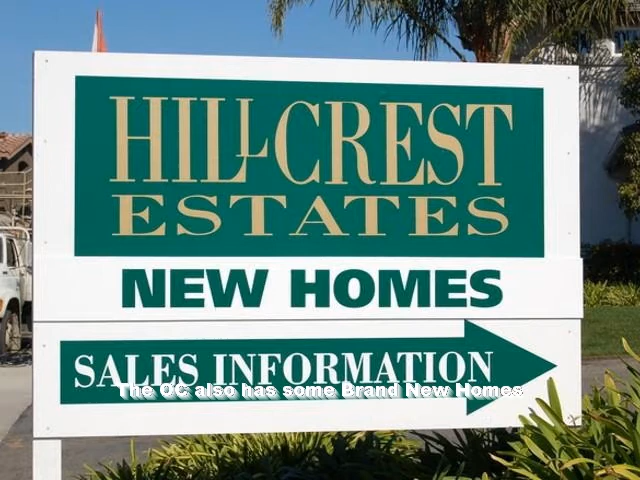 HILLCREST
ESTATES
NEW HOMES
SALES INFORMATION
The OC also has some Brand New Homes